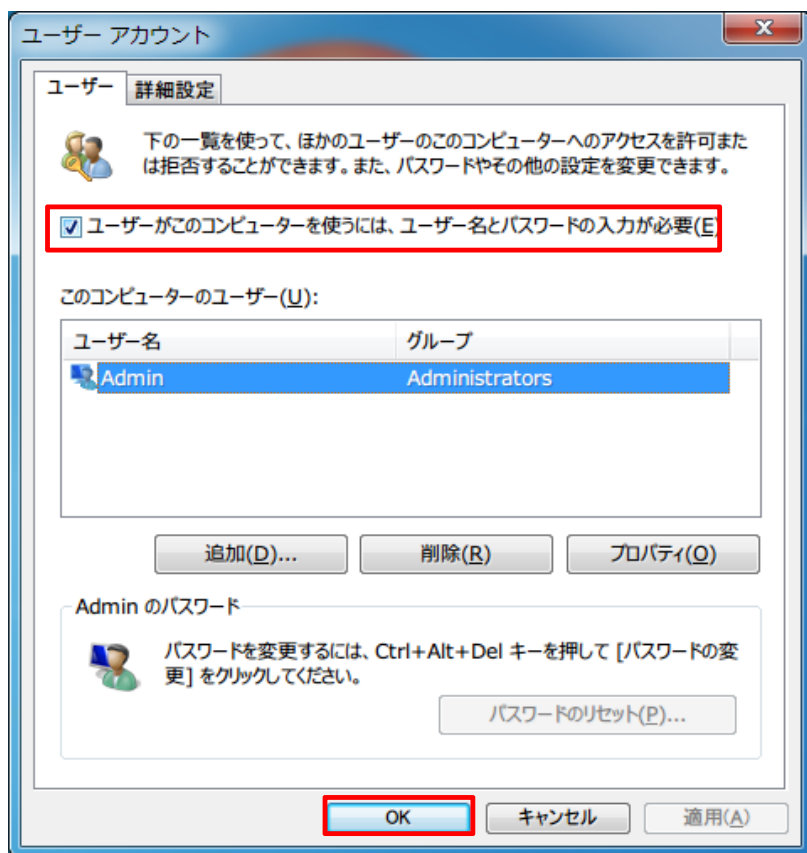 ユーザー アカウント
ユーザー 詳細設定
下の一覧を使って、ほかのユーザーのこのコンピューターへのアクセスを許可また
は拒否することができます。また、パスワードやその他の設定を変更できます。
ユーザーがこのコンピューターを使うには、ユーザー名とパスワードの入力が必要(E
このコンピューターのユーザー(U):
ユーザー名 グループ
Admin Administrators
追加(D)... 削除(R) プロパティ(O)
Admin のパスワード
パスワードを変更するには、Ctrl+Alt+Del キーを押して [パスワードの変
更] をクリックしてください。
パスワードのリセット(P)...
OK キャンセル 適用(A)